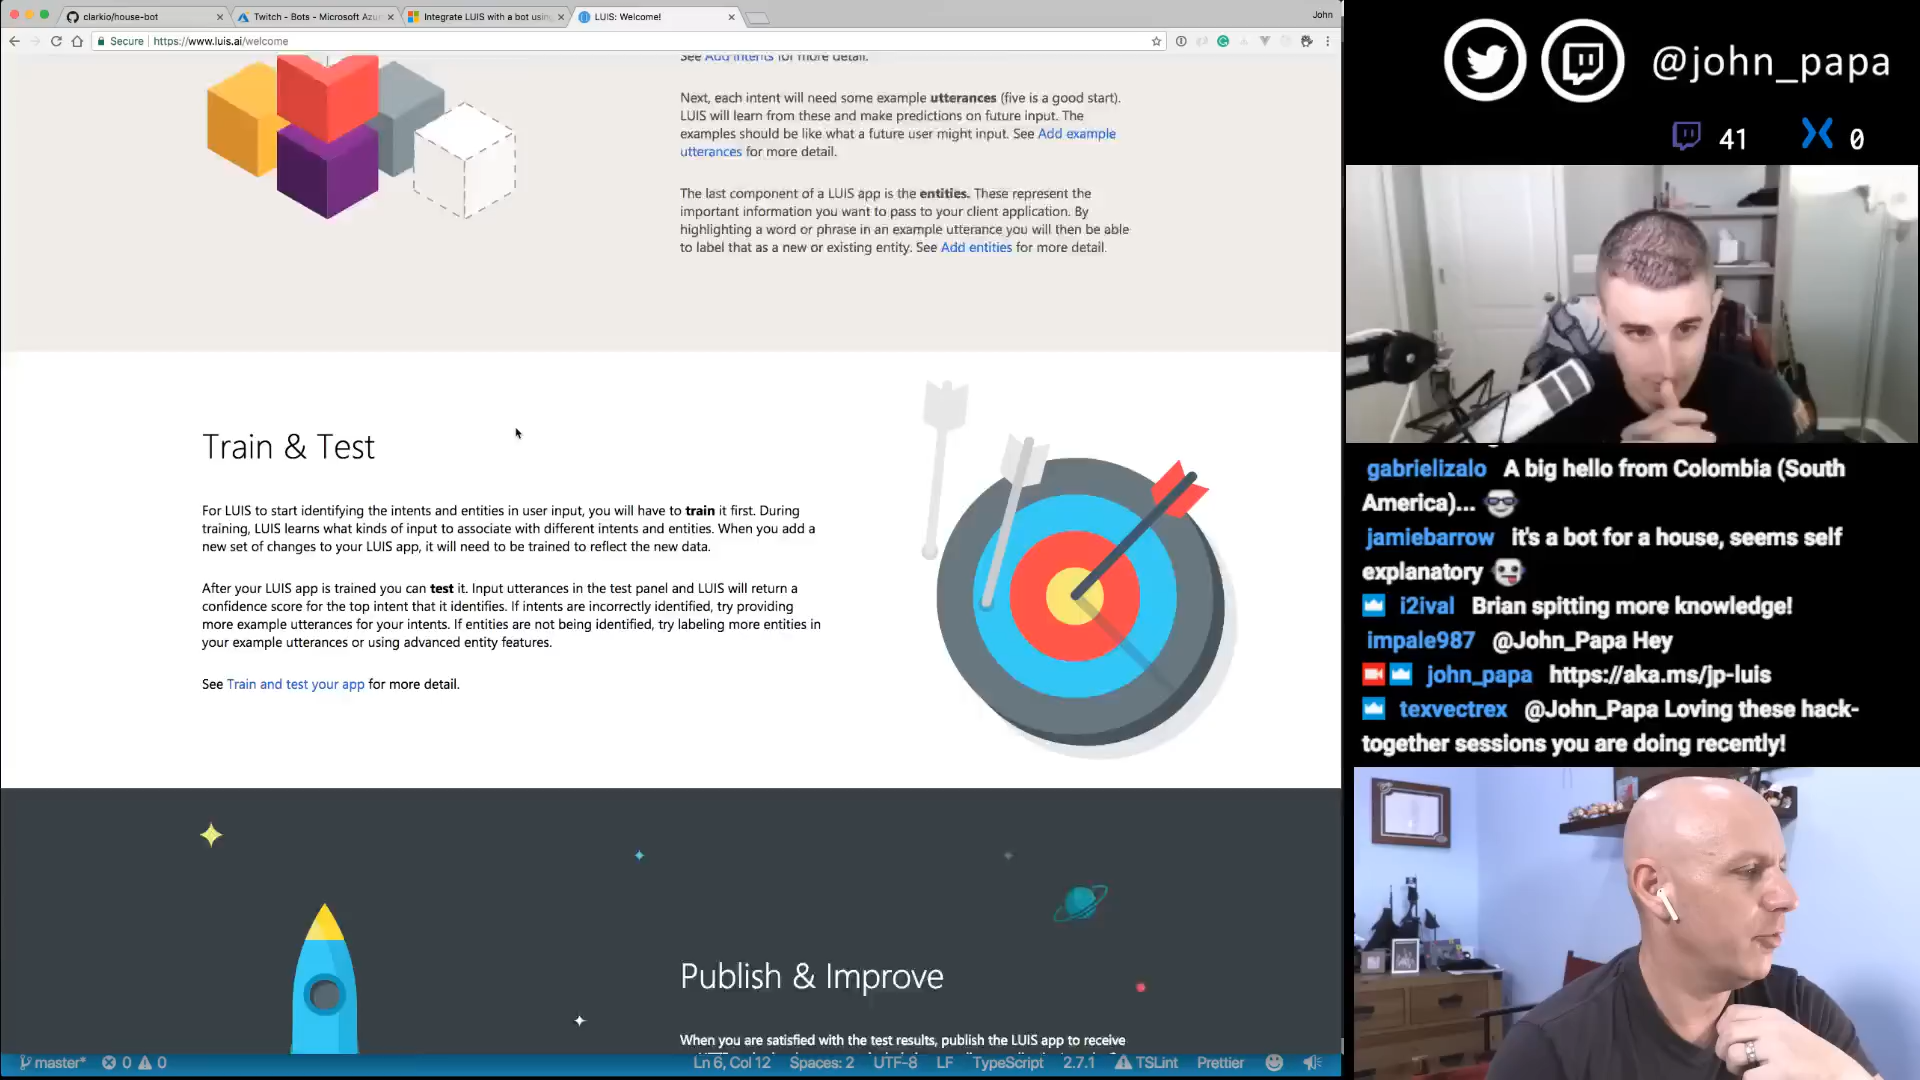 clarkio/house-bot
Twitch - Bots - Microsoft Azu
Integrate LUIS with a bot using
LUIS: Welcome!
John
Secure
https://www.luis.ai/welcome
See Add intents for more detail.
Next, each intent will need some example utterances (five is a good start).
LUIS will learn from these and make predictions on future input. The
examples should be like what a future user might input. See Add example
utterances for more detail.
The last component of a LUIS app is the entities. These represent the
important information you want to pass to your client application. By
highlighting a word or phrase in an example utterance you will then be able
to label that as a new or existing entity. See Add entities for more detail.
Train & Test
For LUIS to start identifying the intents and entities in user input, you will have to train it first. During
training, LUIS learns what kinds of input to associate with different intents and entities. When you add a
new set of changes to your LUIS app, it will need to be trained to reflect the new data.
After your LUIS app is trained you can test it. Input utterances in the test panel and LUIS will return a
confidence score for the top intent that it identifies. If intents are incorrectly identified, try providing
more example utterances for your intents. If entities are not being identified, try labeling more entities in
your example utterances or using advanced entity features.
See Train and test your app for more detail.
Publish & Improve
When you are satisfied with the test results, publish the LUIS app to receive
master* 0 0
Ln 6, Col 12 Spaces: 2 UTF-8 LF TypeScript 2.7.1 TSLint Prettier
@john_papa
41 0
gabrielizalo A big hello from Colombia (South
America)...
jamiebarrow it's a bot for a house, seems self
explanatory
i2ival Brian spitting more knowledge!
impale987 @John_Papa Hey
john_papa https://aka.ms/jp-luis
texvectrex @John_Papa Loving these hack-
together sessions you are doing recently!